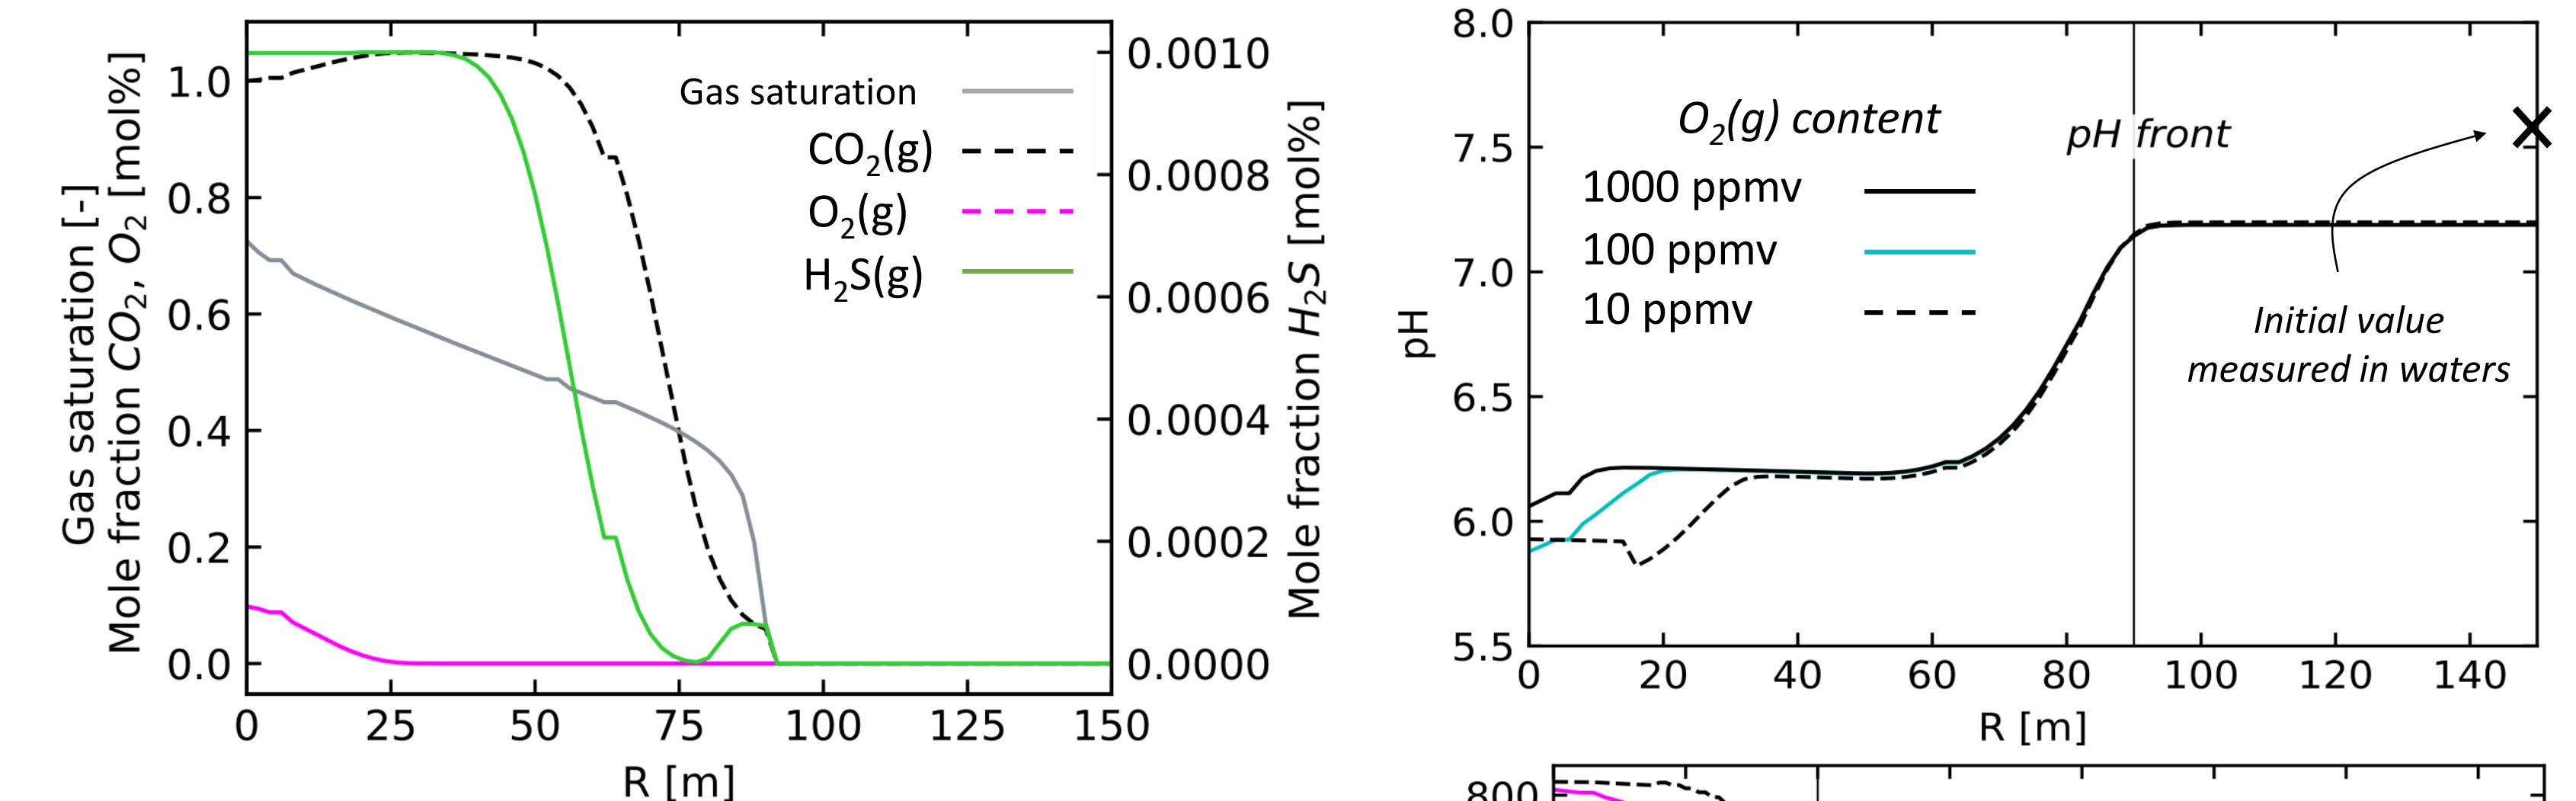 Gas saturation [-]
Mole fraction CO₂, O₂ [mol%]
1.0
0.8
0.6
0.4
0.2
0.0
Gas saturation
CO₂(g)
O₂(g)
H₂S(g)
0.0010
0.0008
0.0006
0.0004
0.0002
0.0000
Mole fraction H₂S [mol%]
0
25
50
75
100
125
150
R [m]
pH
8.0
7.5
7.0
6.5
6.0
5.5
O₂(g) content
1000 ppmv
100 ppmv
10 ppmv
pH front
Initial value
measured in waters
0
20
40
60
80
100
120
140
R [m]
800